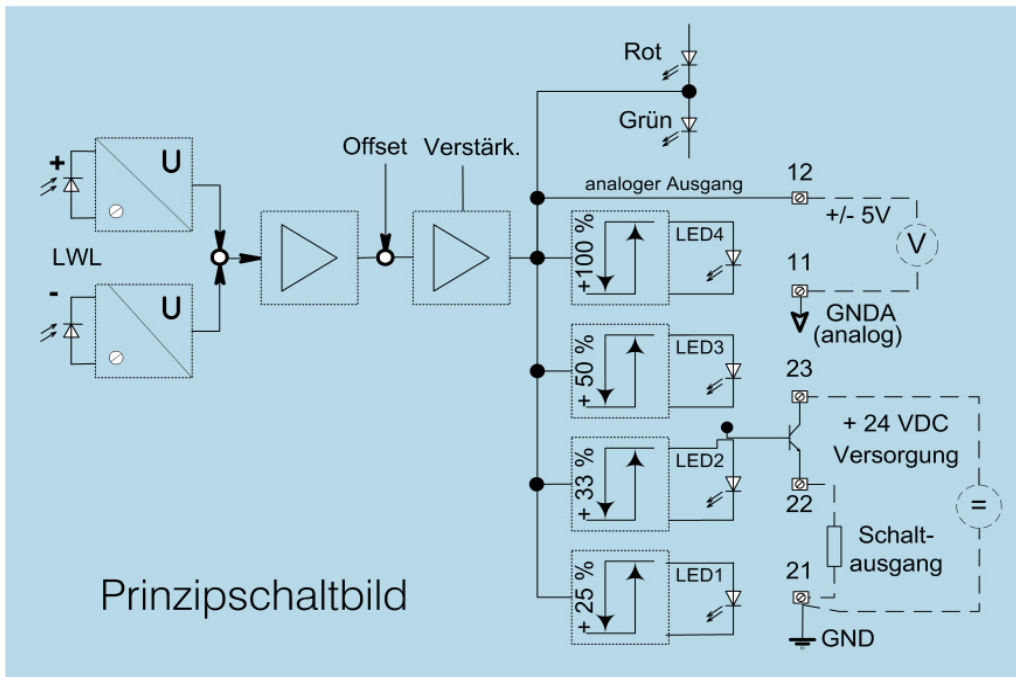 Rot
Grün
Offset Verstärk.
analoger Ausgang
12
+/- 5V
V
11
GNDA
(analog)
+
U
LWL
-
U
+100 %
LED4
+ 50 %
LED3
+ 33 %
LED2
+ 25 %
LED1
23
+ 24 VDC
Versorgung
=
22
Schalt-
ausgang
21
GND
Prinzipschaltbild